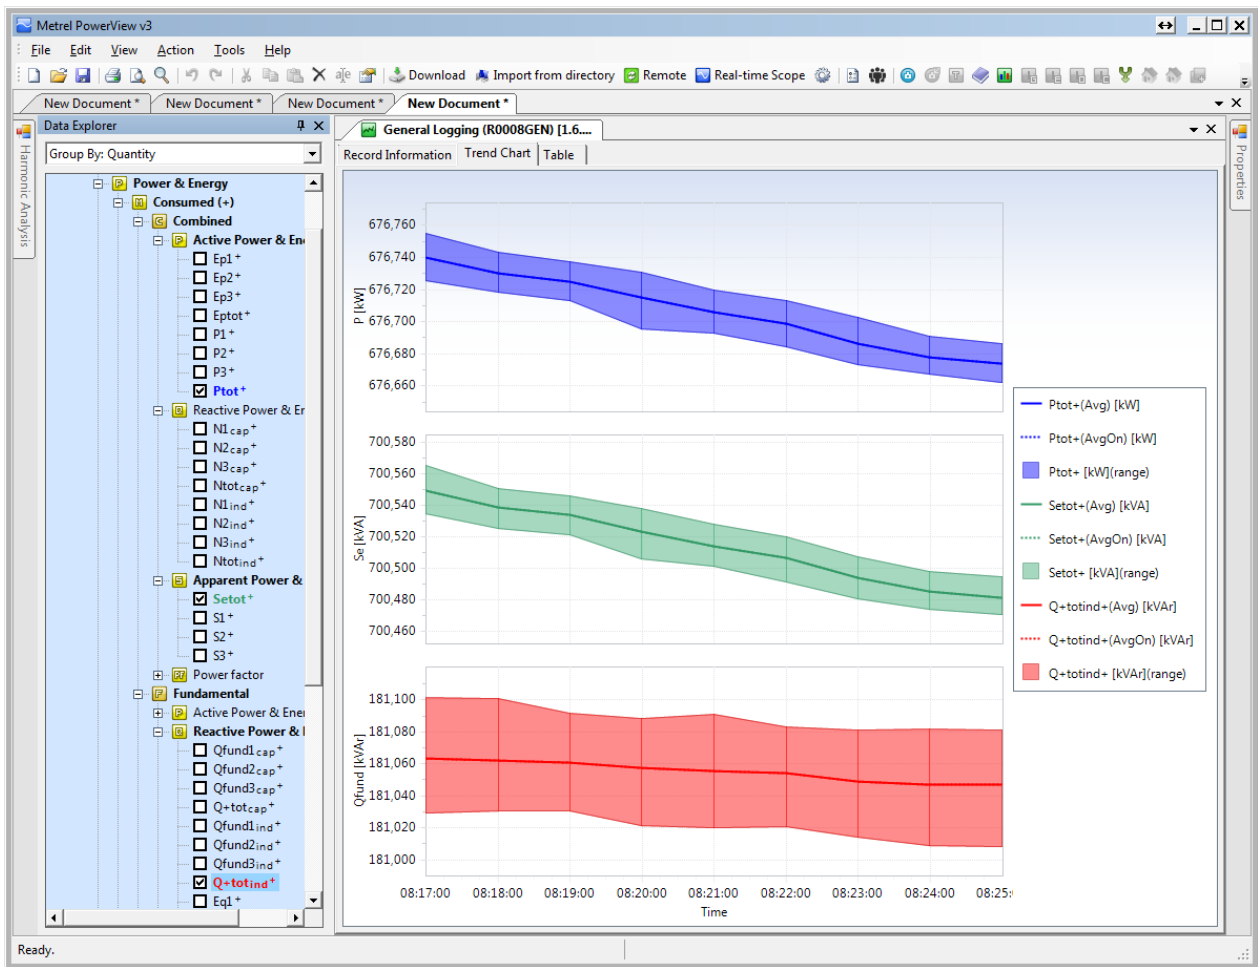 Metrel PowerView v3
File Edit View Action Tools Help
Download Import from directory Remote Real-time Scope
New Document * New Document * New Document * New Document *
Data Explorer
Group By: Quantity
Harmonic Analysis
Power & Energy
Consumed (+)
Combined
Active Power & En
Ep1+
Ep2+
Ep3+
Eptot+
P1+
P2+
P3+
Ptot+
Reactive Power & Er
N1cap+
N2cap+
N3cap+
Ntotcap+
N1ind+
N2ind+
N3ind+
Ntotind+
Apparent Power &
Setot+
S1+
S2+
S3+
Power factor
Fundamental
Active Power & Ener
Reactive Power & I
Qfund1cap+
Qfund2cap+
Qfund3cap+
Q+totcap+
Qfund1ind+
Qfund2ind+
Qfund3ind+
Q+totind+
Eq1+
General Logging (R0008GEN) [1.6....
Record Information Trend Chart Table
Properties
P [kW]
676,760
676,740
676,720
676,700
676,680
676,660
Se [kVA]
700,580
700,560
700,540
700,520
700,500
700,480
700,460
Qfund [kVAr]
181,100
181,080
181,060
181,040
181,020
181,000
08:17:00 08:18:00 08:19:00 08:20:00 08:21:00 08:22:00 08:23:00 08:24:00 08:25:
Time
Ptot+(Avg) [kW]
Ptot+(AvgOn) [kW]
Ptot+ [kW](range)
Setot+(Avg) [kVA]
Setot+(AvgOn) [kVA]
Setot+ [kVA](range)
Q+totind+(Avg) [kVAr]
Q+totind+(AvgOn) [kVAr]
Q+totind+ [kVAr](range)
Ready.